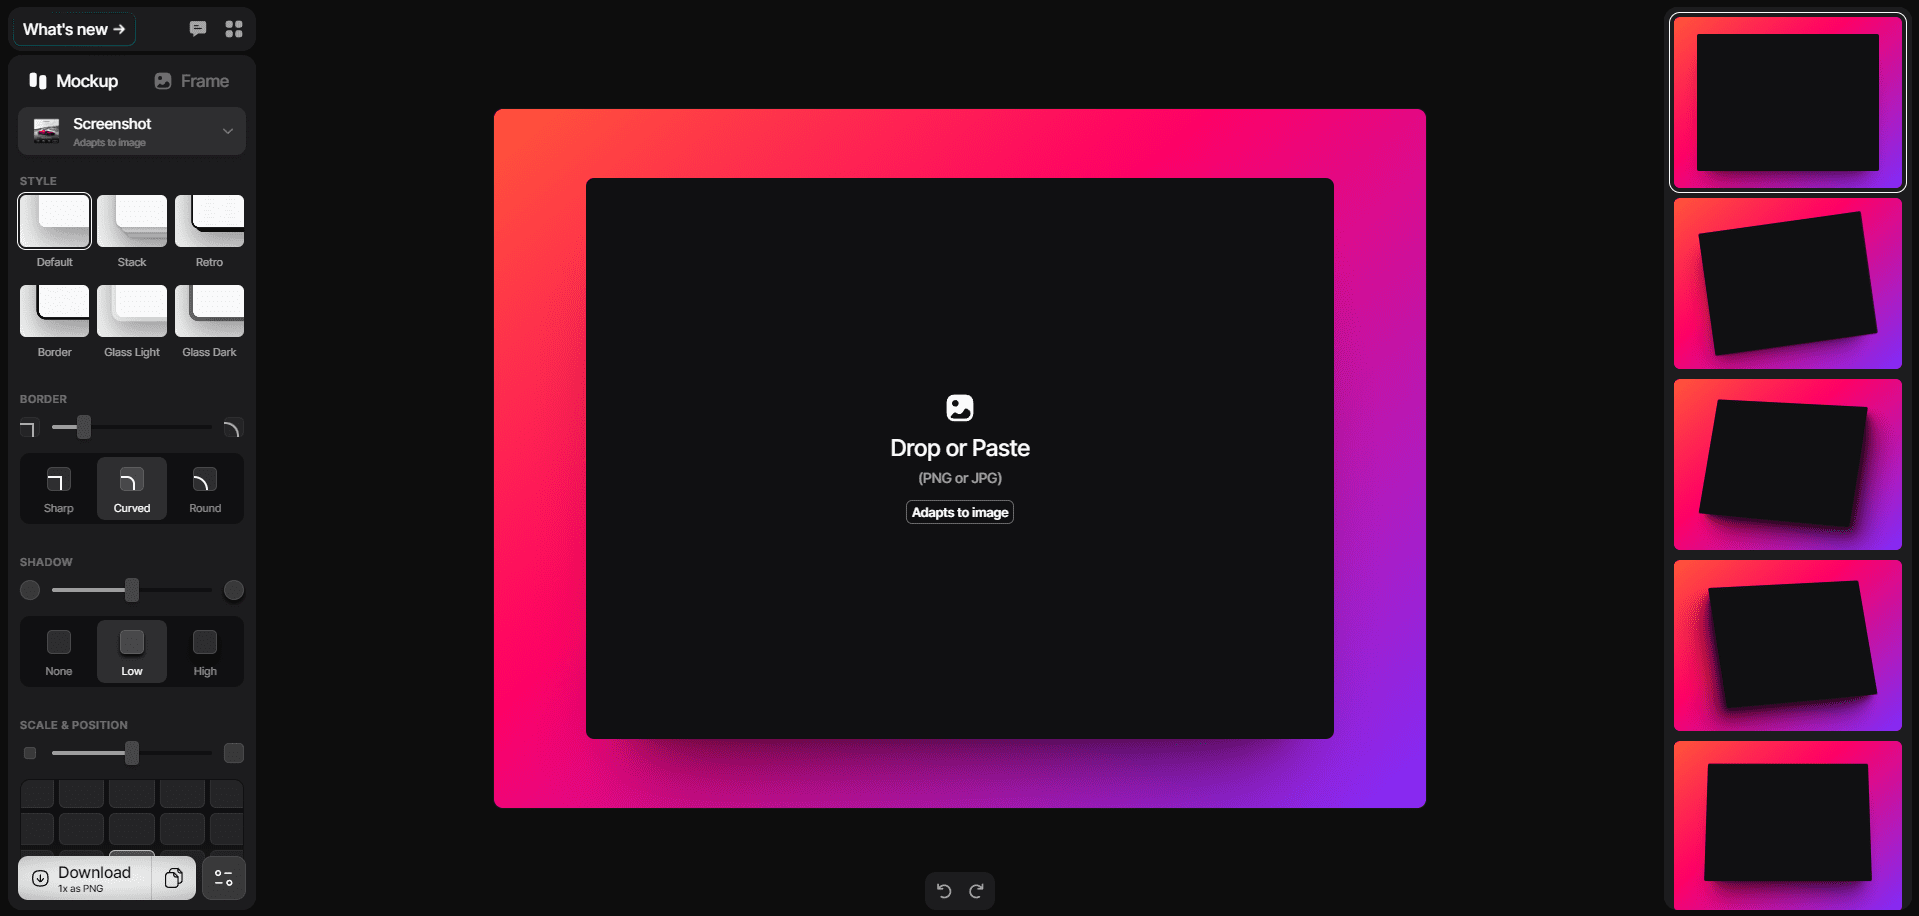 What's new →
Mockup
Frame
Screenshot
Adapts to image
STYLE
Default
Stack
Retro
Border
Glass Light
Glass Dark
BORDER
Sharp
Curved
Round
SHADOW
None
Low
High
SCALE & POSITION
Download
1x as PNG
Drop or Paste
(PNG or JPG)
Adapts to image